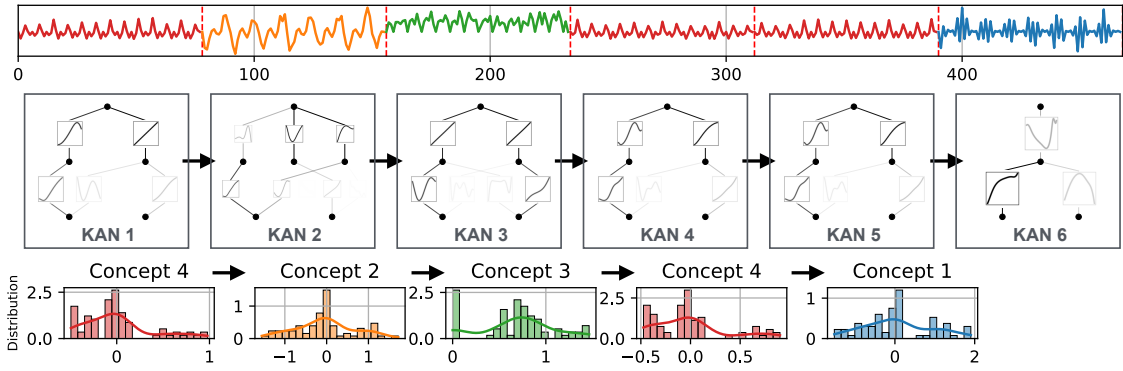 0 100 200 300 400
KAN 1 KAN 2 KAN 3 KAN 4 KAN 5 KAN 6
Concept 4 Concept 2 Concept 3 Concept 4 Concept 1
Distribution
2.5 1 2.5 2.5 1
0.0 0 0.0 0.0 0
0 1 −1 0 1 0 1 −0.5 0.0 0.5 0 2